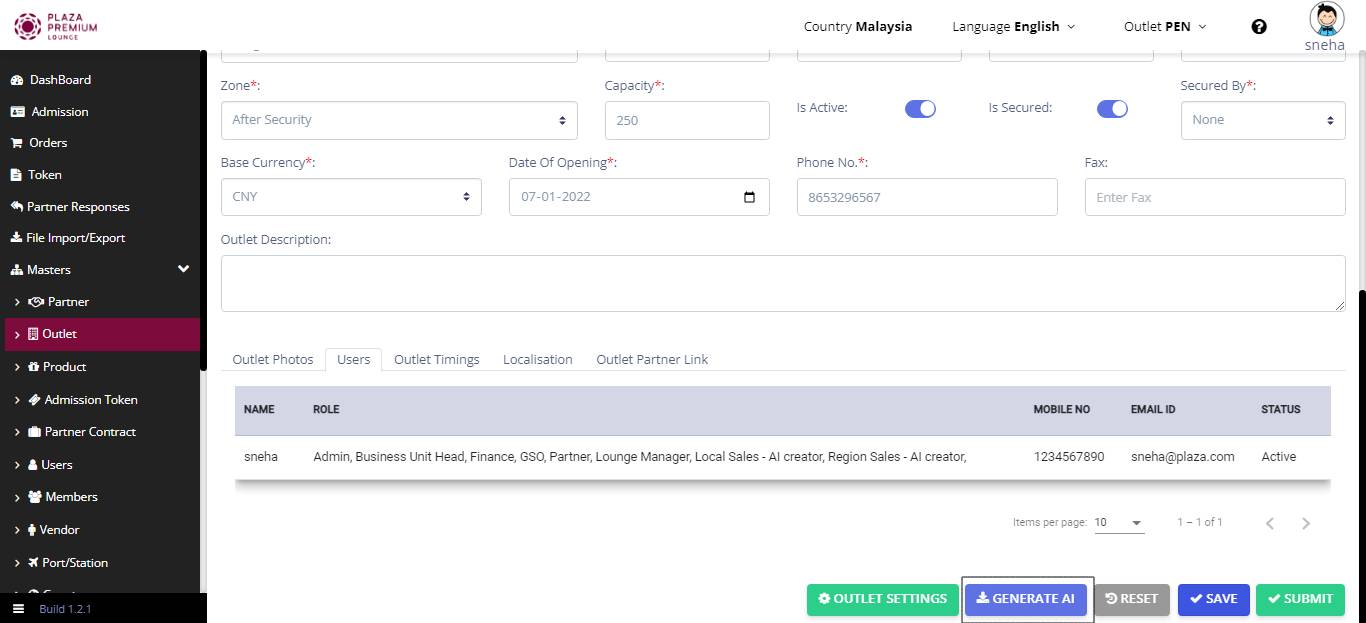 PLAZA
PREMIUM
LOUNGE
Country Malaysia
Language English
Outlet PEN
sneha
DashBoard
Admission
Orders
Token
Partner Responses
File Import/Export
Masters
Partner
Outlet
Product
Admission Token
Partner Contract
Users
Members
Vendor
Port/Station
Build 1.2.1
Zone*:
Capacity*:
Is Active:
Is Secured:
Secured By*:
After Security
250
None
Base Currency*:
Date Of Opening*:
Phone No.*:
Fax:
CNY
07-01-2022
8653296567
Enter Fax
Outlet Description:
Outlet Photos Users Outlet Timings Localisation Outlet Partner Link
NAME ROLE MOBILE NO EMAIL ID STATUS
sneha Admin, Business Unit Head, Finance, GSO, Partner, Lounge Manager, Local Sales - AI creator, Region Sales - AI creator, 1234567890 sneha@plaza.com Active
Items per page: 10 1 – 1 of 1
OUTLET SETTINGS GENERATE AI RESET SAVE SUBMIT